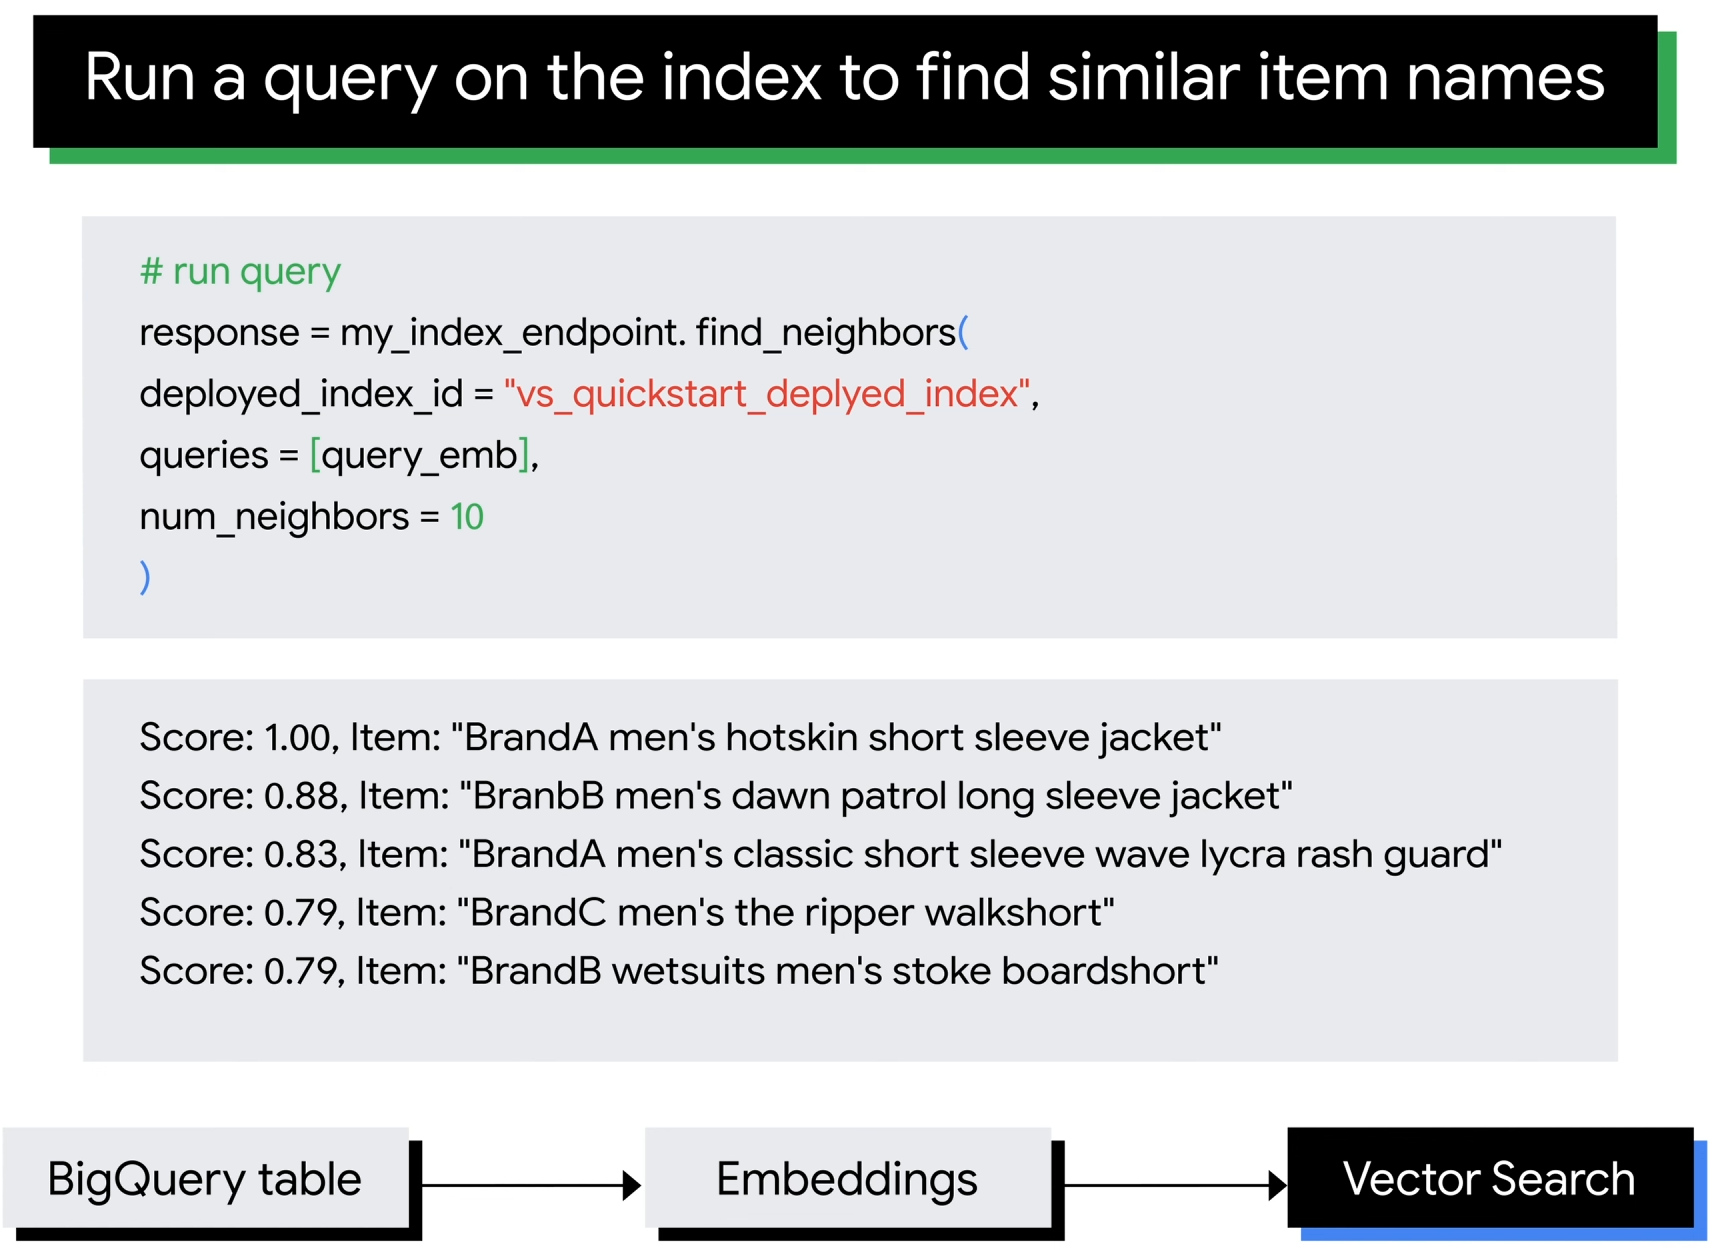 Run a query on the index to find similar item names
# run query
response = my_index_endpoint. find_neighbors(
deployed_index_id = "vs_quickstart_deplyed_index",
queries = [query_emb],
num_neighbors = 10
)
Score: 1.00, Item: "BrandA men's hotskin short sleeve jacket"
Score: 0.88, Item: "BranbB men's dawn patrol long sleeve jacket"
Score: 0.83, Item: "BrandA men's classic short sleeve wave lycra rash guard"
Score: 0.79, Item: "BrandC men's the ripper walkshort"
Score: 0.79, Item: "BrandB wetsuits men's stoke boardshort"
BigQuery table
Embeddings
Vector Search